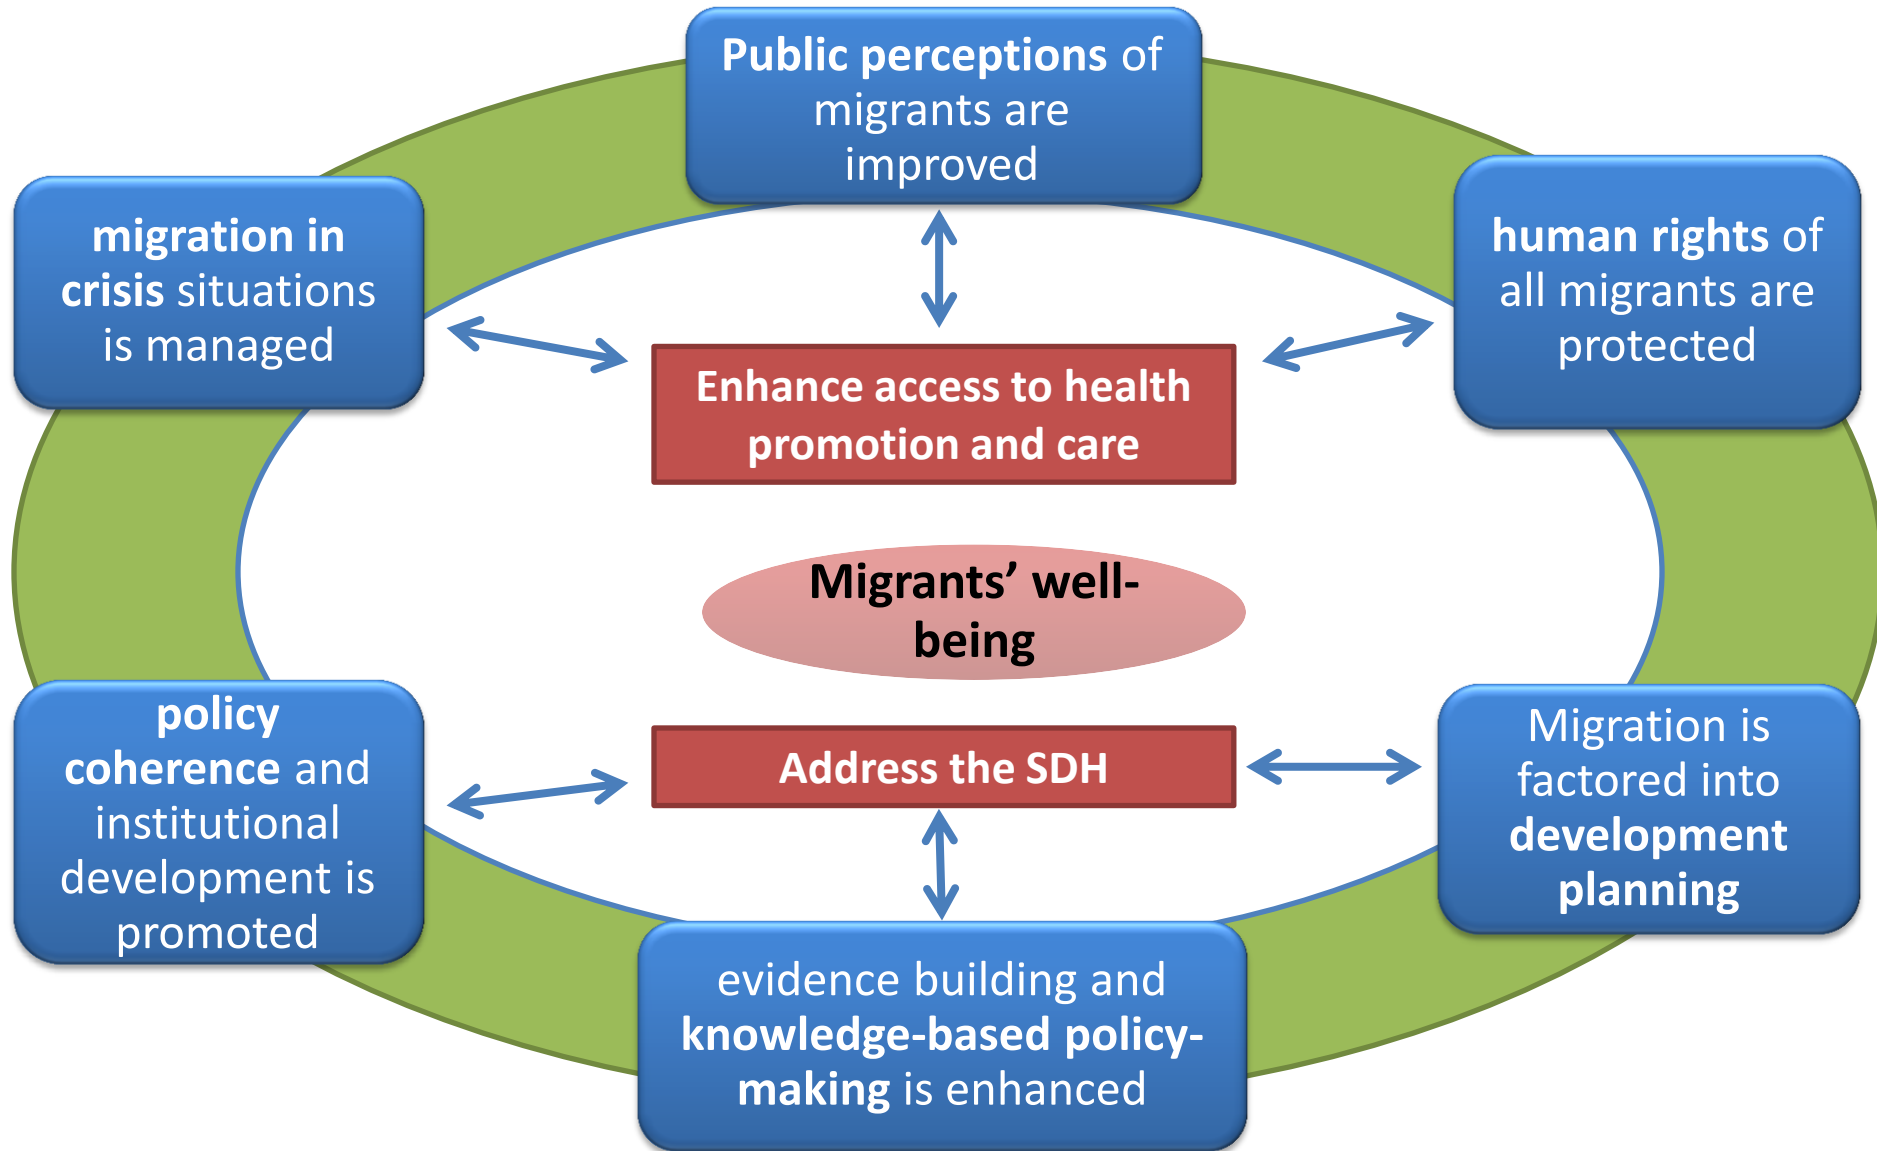 Public perceptions of
migrants are
improved
migration in
crisis situations
is managed
human rights of
all migrants are
protected
Enhance access to health
promotion and care
Migrants’ well-
being
policy
coherence and
institutional
development is
promoted
Address the SDH
Migration is
factored into
development
planning
evidence building and
knowledge-based policy-
making is enhanced